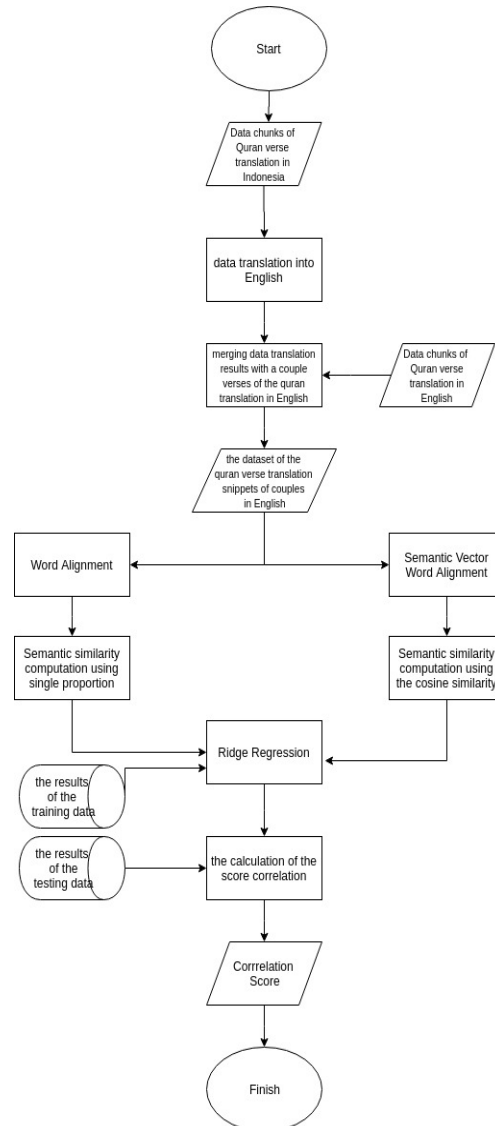 Start
Data chunks of
Quran verse
translation in
Indonesia
data translation into
English
merging data translation
results with a couple
verses of the quran
translation in English
Data chunks of
Quran verse
translation in
English
the dataset of the
quran verse translation
snippets of couples
in English
Word Alignment
Semantic Vector
Word Alignment
Semantic similarity
computation using
single proportion
Semantic similarity
computation using
the cosine similarity
Ridge Regression
the results
of the
training data
the results
of the
testing data
the calculation of the
score correlation
Corrrelation
Score
Finish